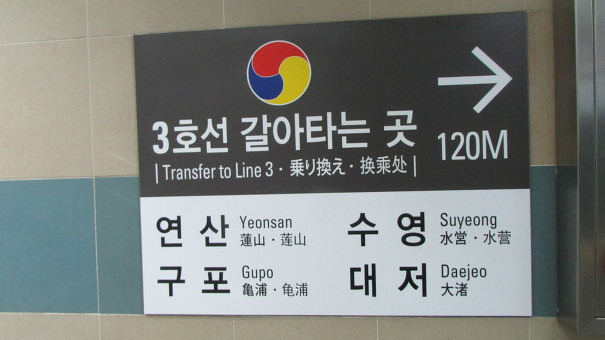 3호선 갈아타는 곳
120M
| Transfer to Line 3 · 乗り換え · 换乘处 |
연산 Yeonsan 蓮山 · 莲山
수영 Suyeong 水営 · 水营
구포 Gupo 亀浦 · 龟浦
대저 Daejeo 大渚